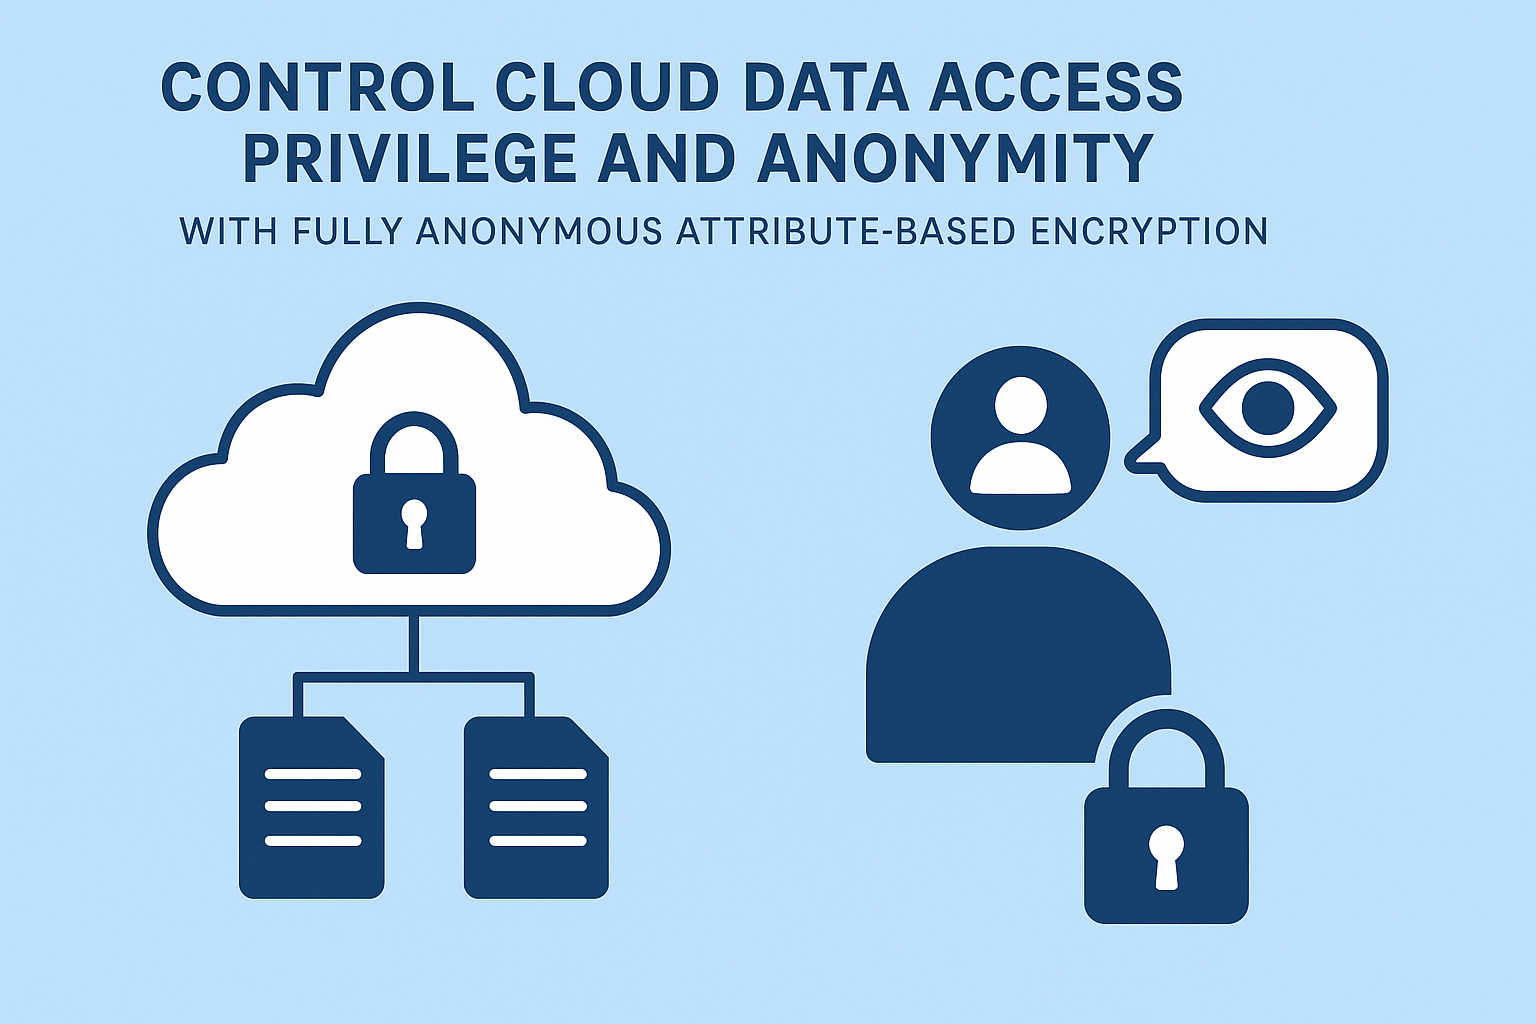 CONTROL CLOUD DATA ACCESS
PRIVILEGE AND ANONYMITY
WITH FULLY ANONYMOUS ATTRIBUTE-BASED ENCRYPTION